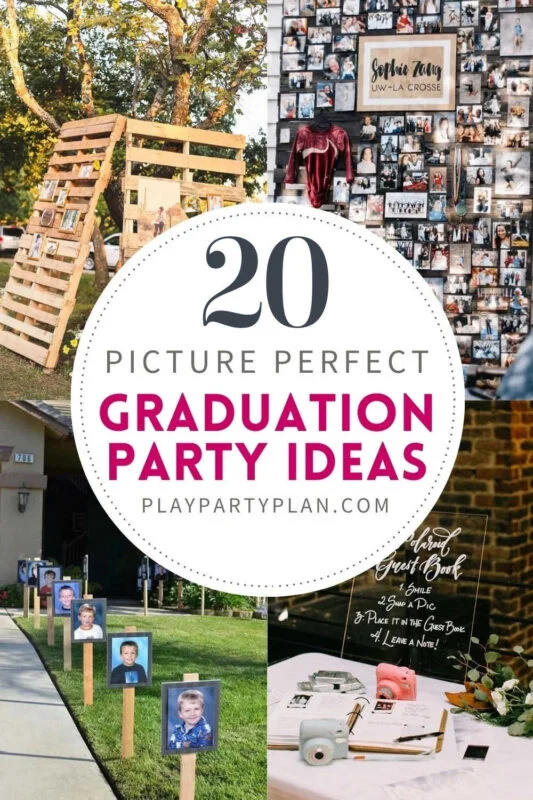 Sophie Zang
UW-LA CROSSE
20
PICTURE PERFECT
GRADUATION
PARTY IDEAS
PLAYPARTYPLAN.COM
786
Polaroid
Guest Book
1. SMILE
2. SNAP A PIC
3. PLACE IT IN THE GUEST BOOK
4. LEAVE A NOTE!